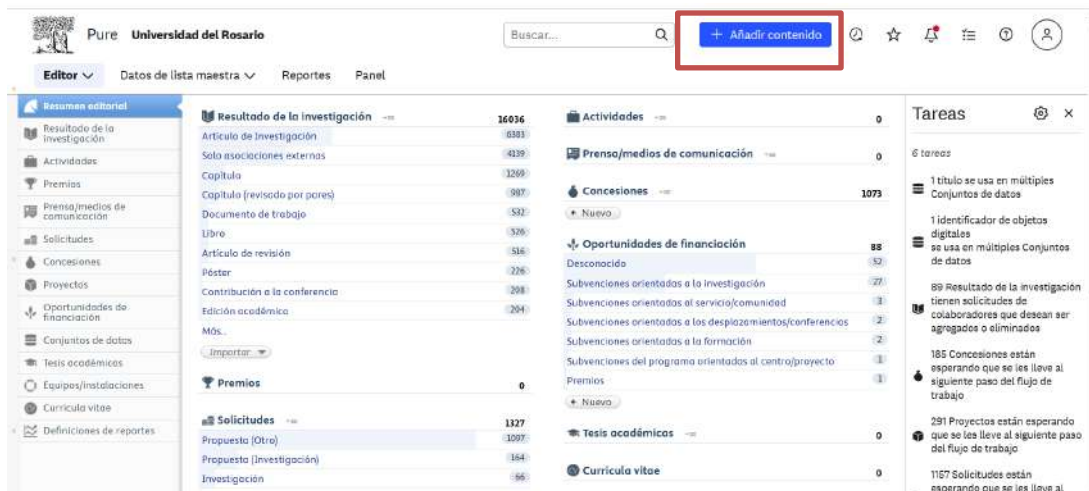 Pure Universidad del Rosario
Buscar...
+ Añadir contenido
Editor
Datos de lista maestra
Reportes
Panel
Resumen editorial
Resultado de la
investigación
Actividades
Premios
Prensa/medios de
comunicación
Solicitudes
Concesiones
Proyectos
Oportunidades de
financiación
Conjuntos de datos
Tesis académicas
Equipos/instalaciones
Curricula vitae
Definiciones de reportes
Resultado de la investigación 16036
Artículo de Investigación 6383
Solo asociaciones externas 4139
Capítulo 1269
Capítulo (revisado por pares) 987
Documento de trabajo 532
Libro 526
Artículo de revisión 516
Póster 226
Contribución a la conferencia 208
Edición académica 204
Más..
Importar
Premios 0
Solicitudes 1327
Propuesta (Otro) 1097
Propuesta (Investigación) 164
Investigación 66
Actividades 0
Prensa/medios de comunicación 0
Concesiones 1073
+ Nuevo
Oportunidades de financiación 88
Desconocido 52
Subvenciones orientadas a la investigación 27
Subvenciones orientadas al servicio/comunidad 3
Subvenciones orientadas a los desplazamientos/conferencias 2
Subvenciones orientadas a la formación 2
Subvenciones del programa orientadas al centro/proyecto 1
Premios 1
+ Nuevo
Tesis académicas 0
Curricula vitae 0
Tareas
6 tareas
1 título se usa en múltiples
Conjuntos de datos
1 identificador de objetos
digitales
se usa en múltiples Conjuntos
de datos
89 Resultado de la investigación
tienen solicitudes de
colaboradores que desean ser
agregados o eliminados
185 Concesiones están
esperando que se les lleve al
siguiente paso del flujo de
trabajo
291 Proyectos están esperando
que se les lleve al siguiente paso
del flujo de trabajo
1157 Solicitudes están
esperando que se les lleve al